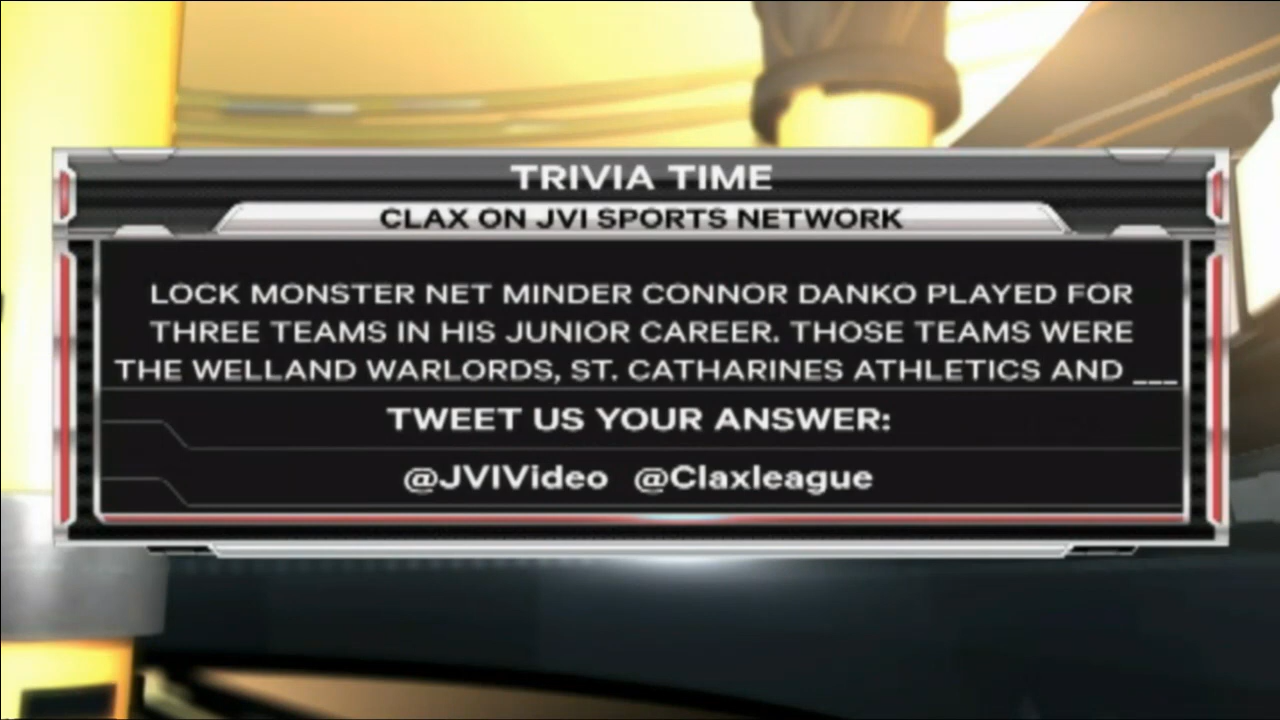 TRIVIA TIME
CLAX ON JVI SPORTS NETWORK
LOCK MONSTER NET MINDER CONNOR DANKO PLAYED FOR
THREE TEAMS IN HIS JUNIOR CAREER. THOSE TEAMS WERE
THE WELLAND WARLORDS, ST. CATHARINES ATHLETICS AND ___
TWEET US YOUR ANSWER:
@JVIVideo @Claxleague